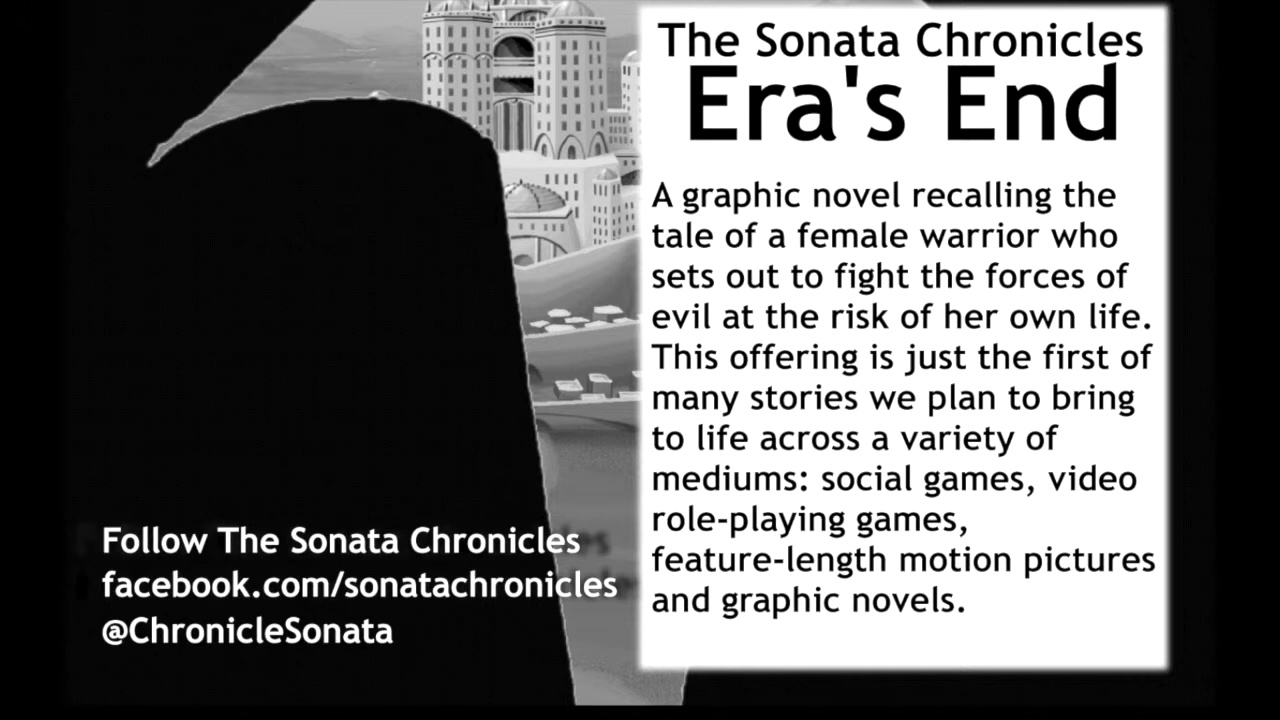 The Sonata Chronicles
Era's End
A graphic novel recalling the
tale of a female warrior who
sets out to fight the forces of
evil at the risk of her own life.
This offering is just the first of
many stories we plan to bring
to life across a variety of
mediums: social games, video
role-playing games,
feature-length motion pictures
and graphic novels.
Follow The Sonata Chronicles
facebook.com/sonatachronicles
@ChronicleSonata